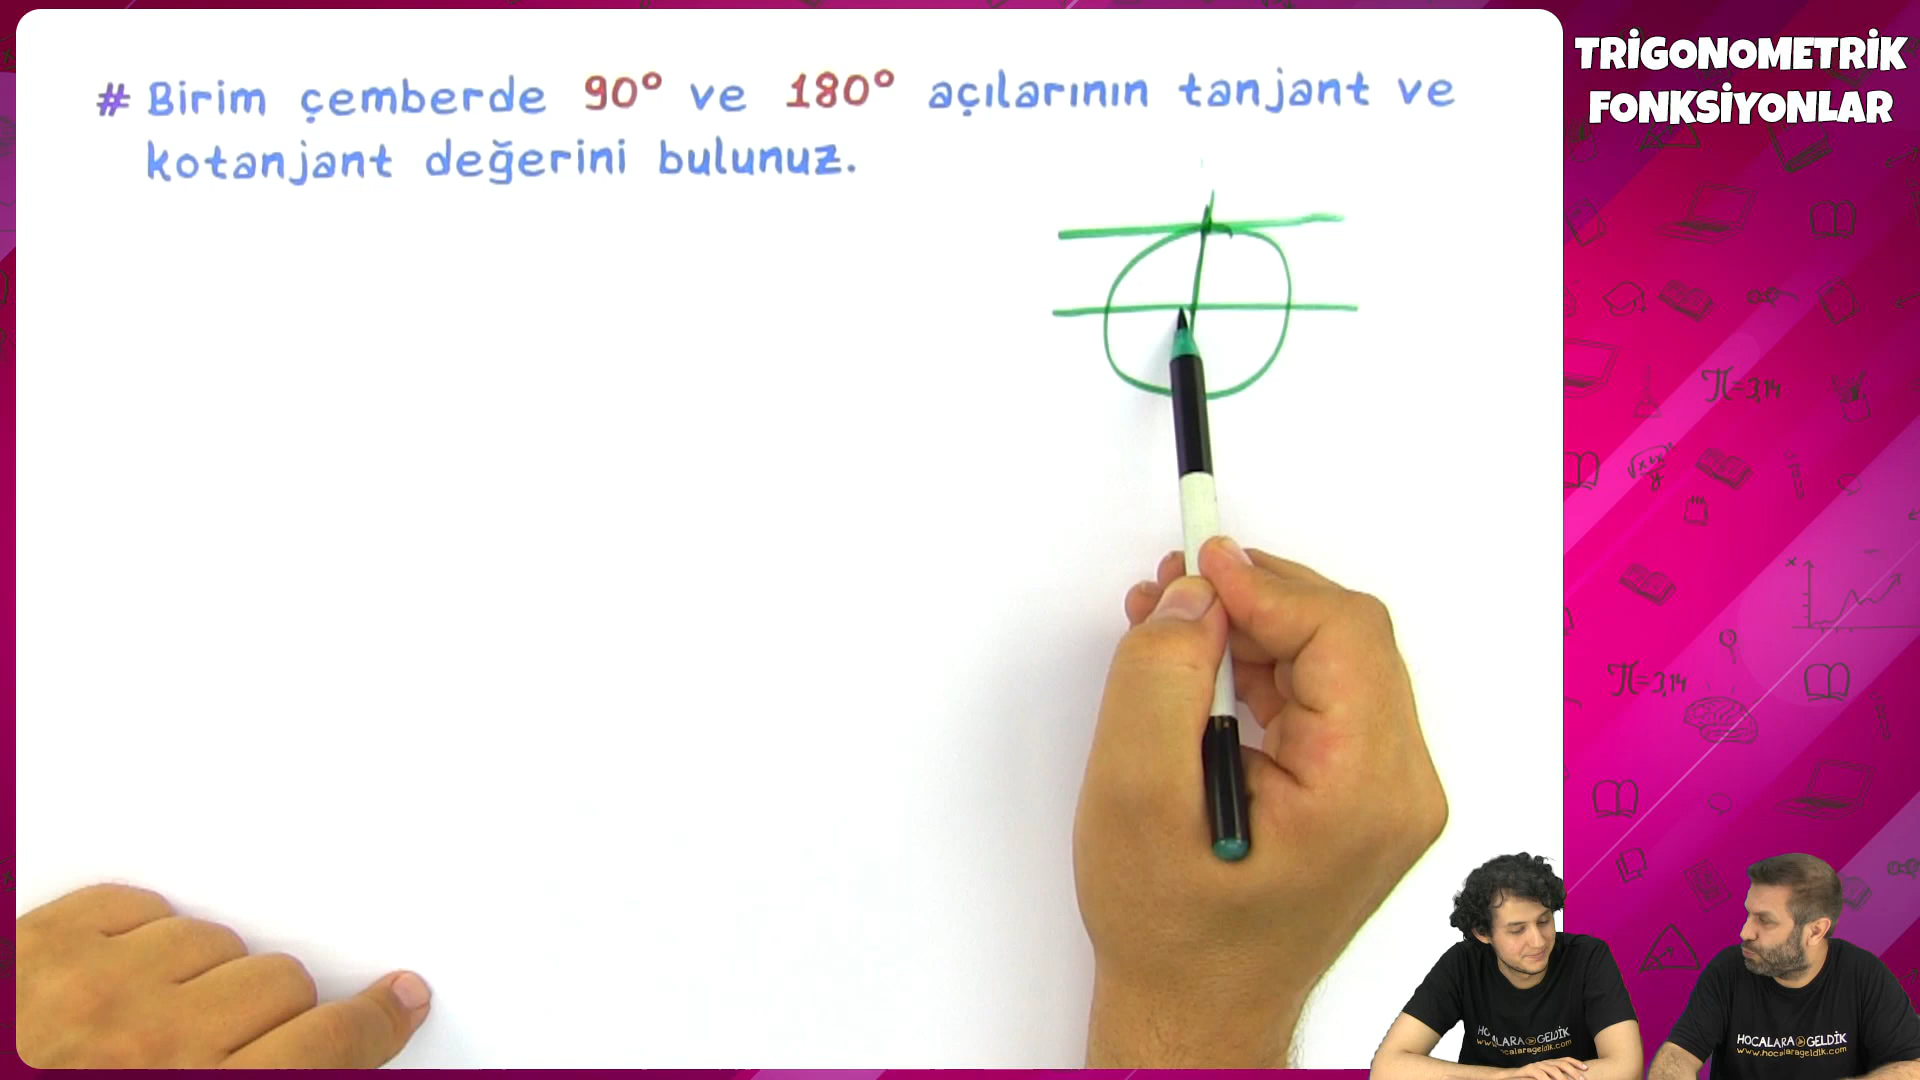 # Birim çemberde 90° ve 180° açılarının tanjant ve
kotanjant değerini bulunuz.
TRİGONOMETRİK
FONKSİYONLAR
π=3,14
π=3,14
HOCALARA GELDİK
www.hocalarageldik.com
HOCALARA GELDİK
www.hocalarageldik.com